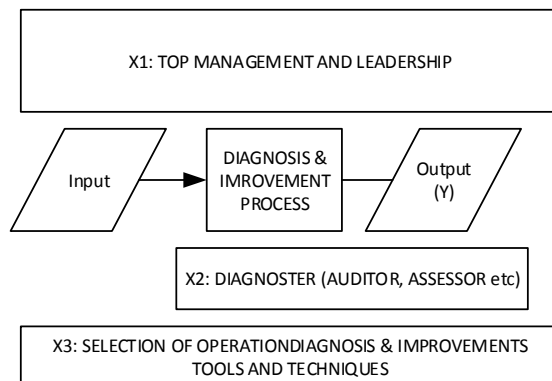 X1: TOP MANAGEMENT AND LEADERSHIP
Input
DIAGNOSIS &
IMROVEMENT
PROCESS
Output
(Y)
X2: DIAGNOSTER (AUDITOR, ASSESSOR etc)
X3: SELECTION OF OPERATIONDIAGNOSIS & IMPROVEMENTS
TOOLS AND TECHNIQUES